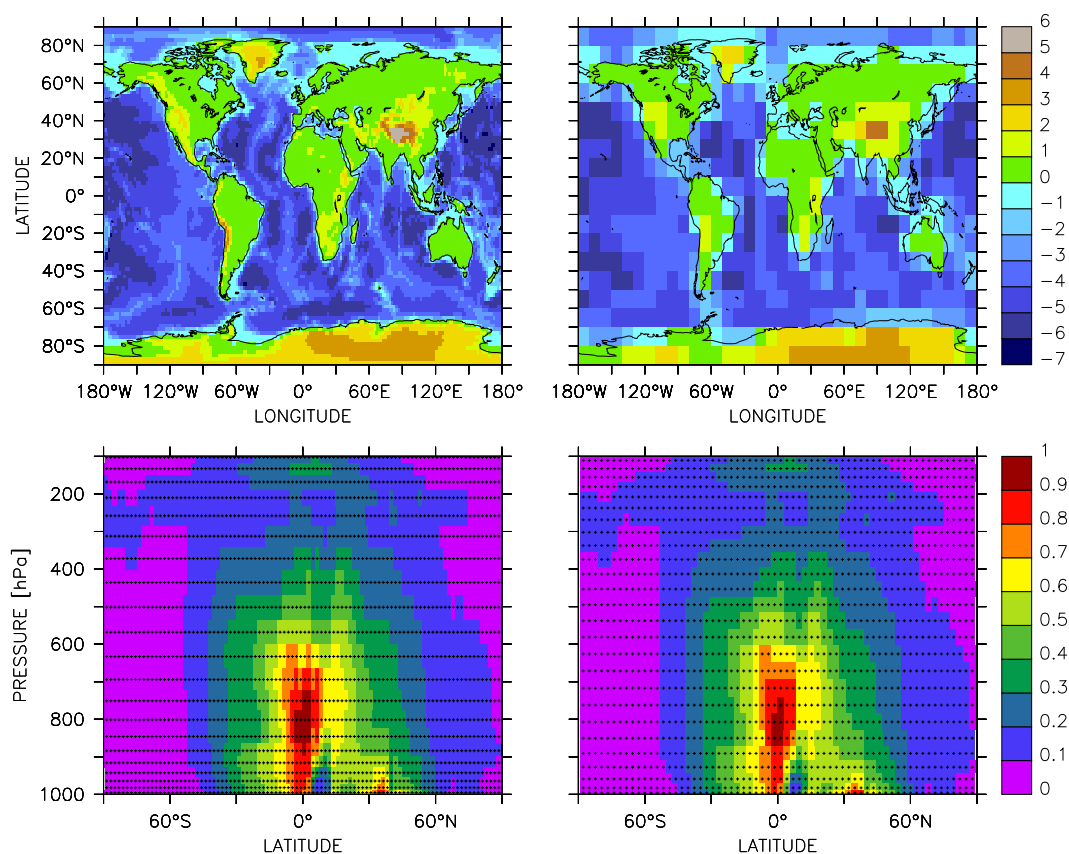 80°N
60°N
40°N
20°N
0°
20°S
40°S
60°S
80°S
LATITUDE
180°W 120°W 60°W 0° 60°E 120°E 180°
LONGITUDE
180°W 120°W 60°W 0° 60°E 120°E 180°
LONGITUDE
6
5
4
3
2
1
0
−1
−2
−3
−4
−5
−6
−7
200
400
600
800
1000
PRESSURE [hPa]
60°S 0° 60°N
LATITUDE
60°S 0° 60°N
LATITUDE
1
0.9
0.8
0.7
0.6
0.5
0.4
0.3
0.2
0.1
0